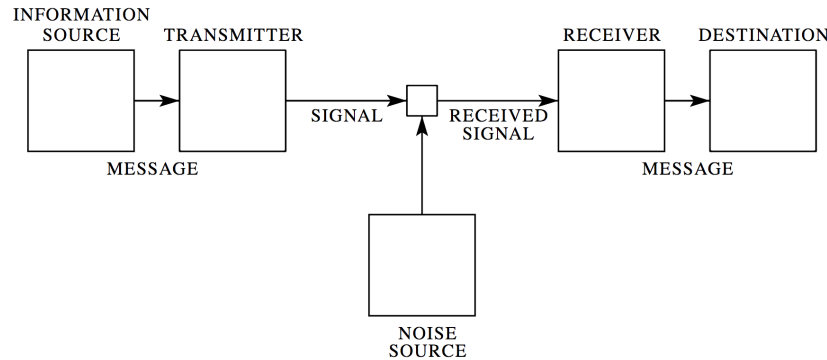 INFORMATION
SOURCE
TRANSMITTER
RECEIVER
DESTINATION
SIGNAL
RECEIVED
SIGNAL
MESSAGE
MESSAGE
NOISE
SOURCE